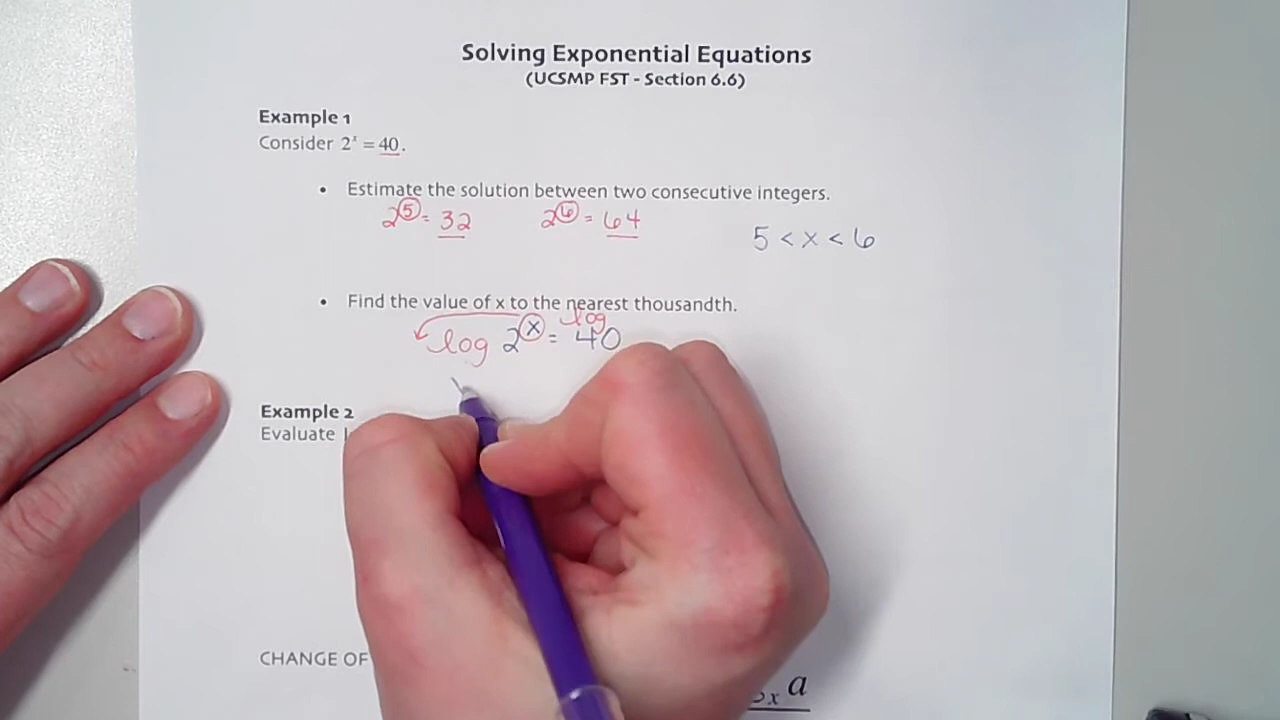 Solving Exponential Equations
(UCSMP FST - Section 6.6)
Example 1
Consider 2ˣ = 40.
• Estimate the solution between two consecutive integers.
2⁵ = 32 2⁶ = 64 5 < x < 6
• Find the value of x to the nearest thousandth.
log 2ˣ = log 40
Example 2
Evaluate
CHANGE OF
x a